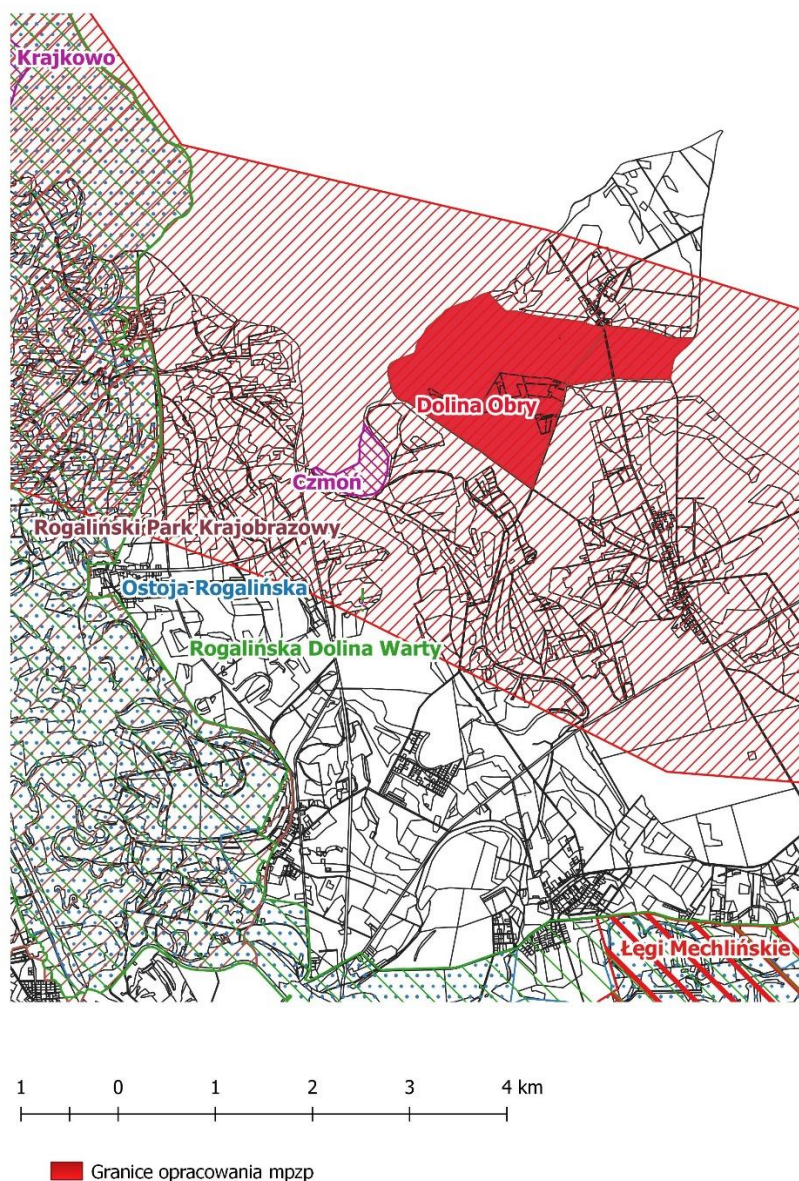 Krajkowo
Dolina Obry
Czmoń
Rogaliński Park Krajobrazowy
Ostoja Rogalińska
Rogalińska Dolina Warty
Łęgi Mechlińskie
1 0 1 2 3 4 km
Granice opracowania mpzp